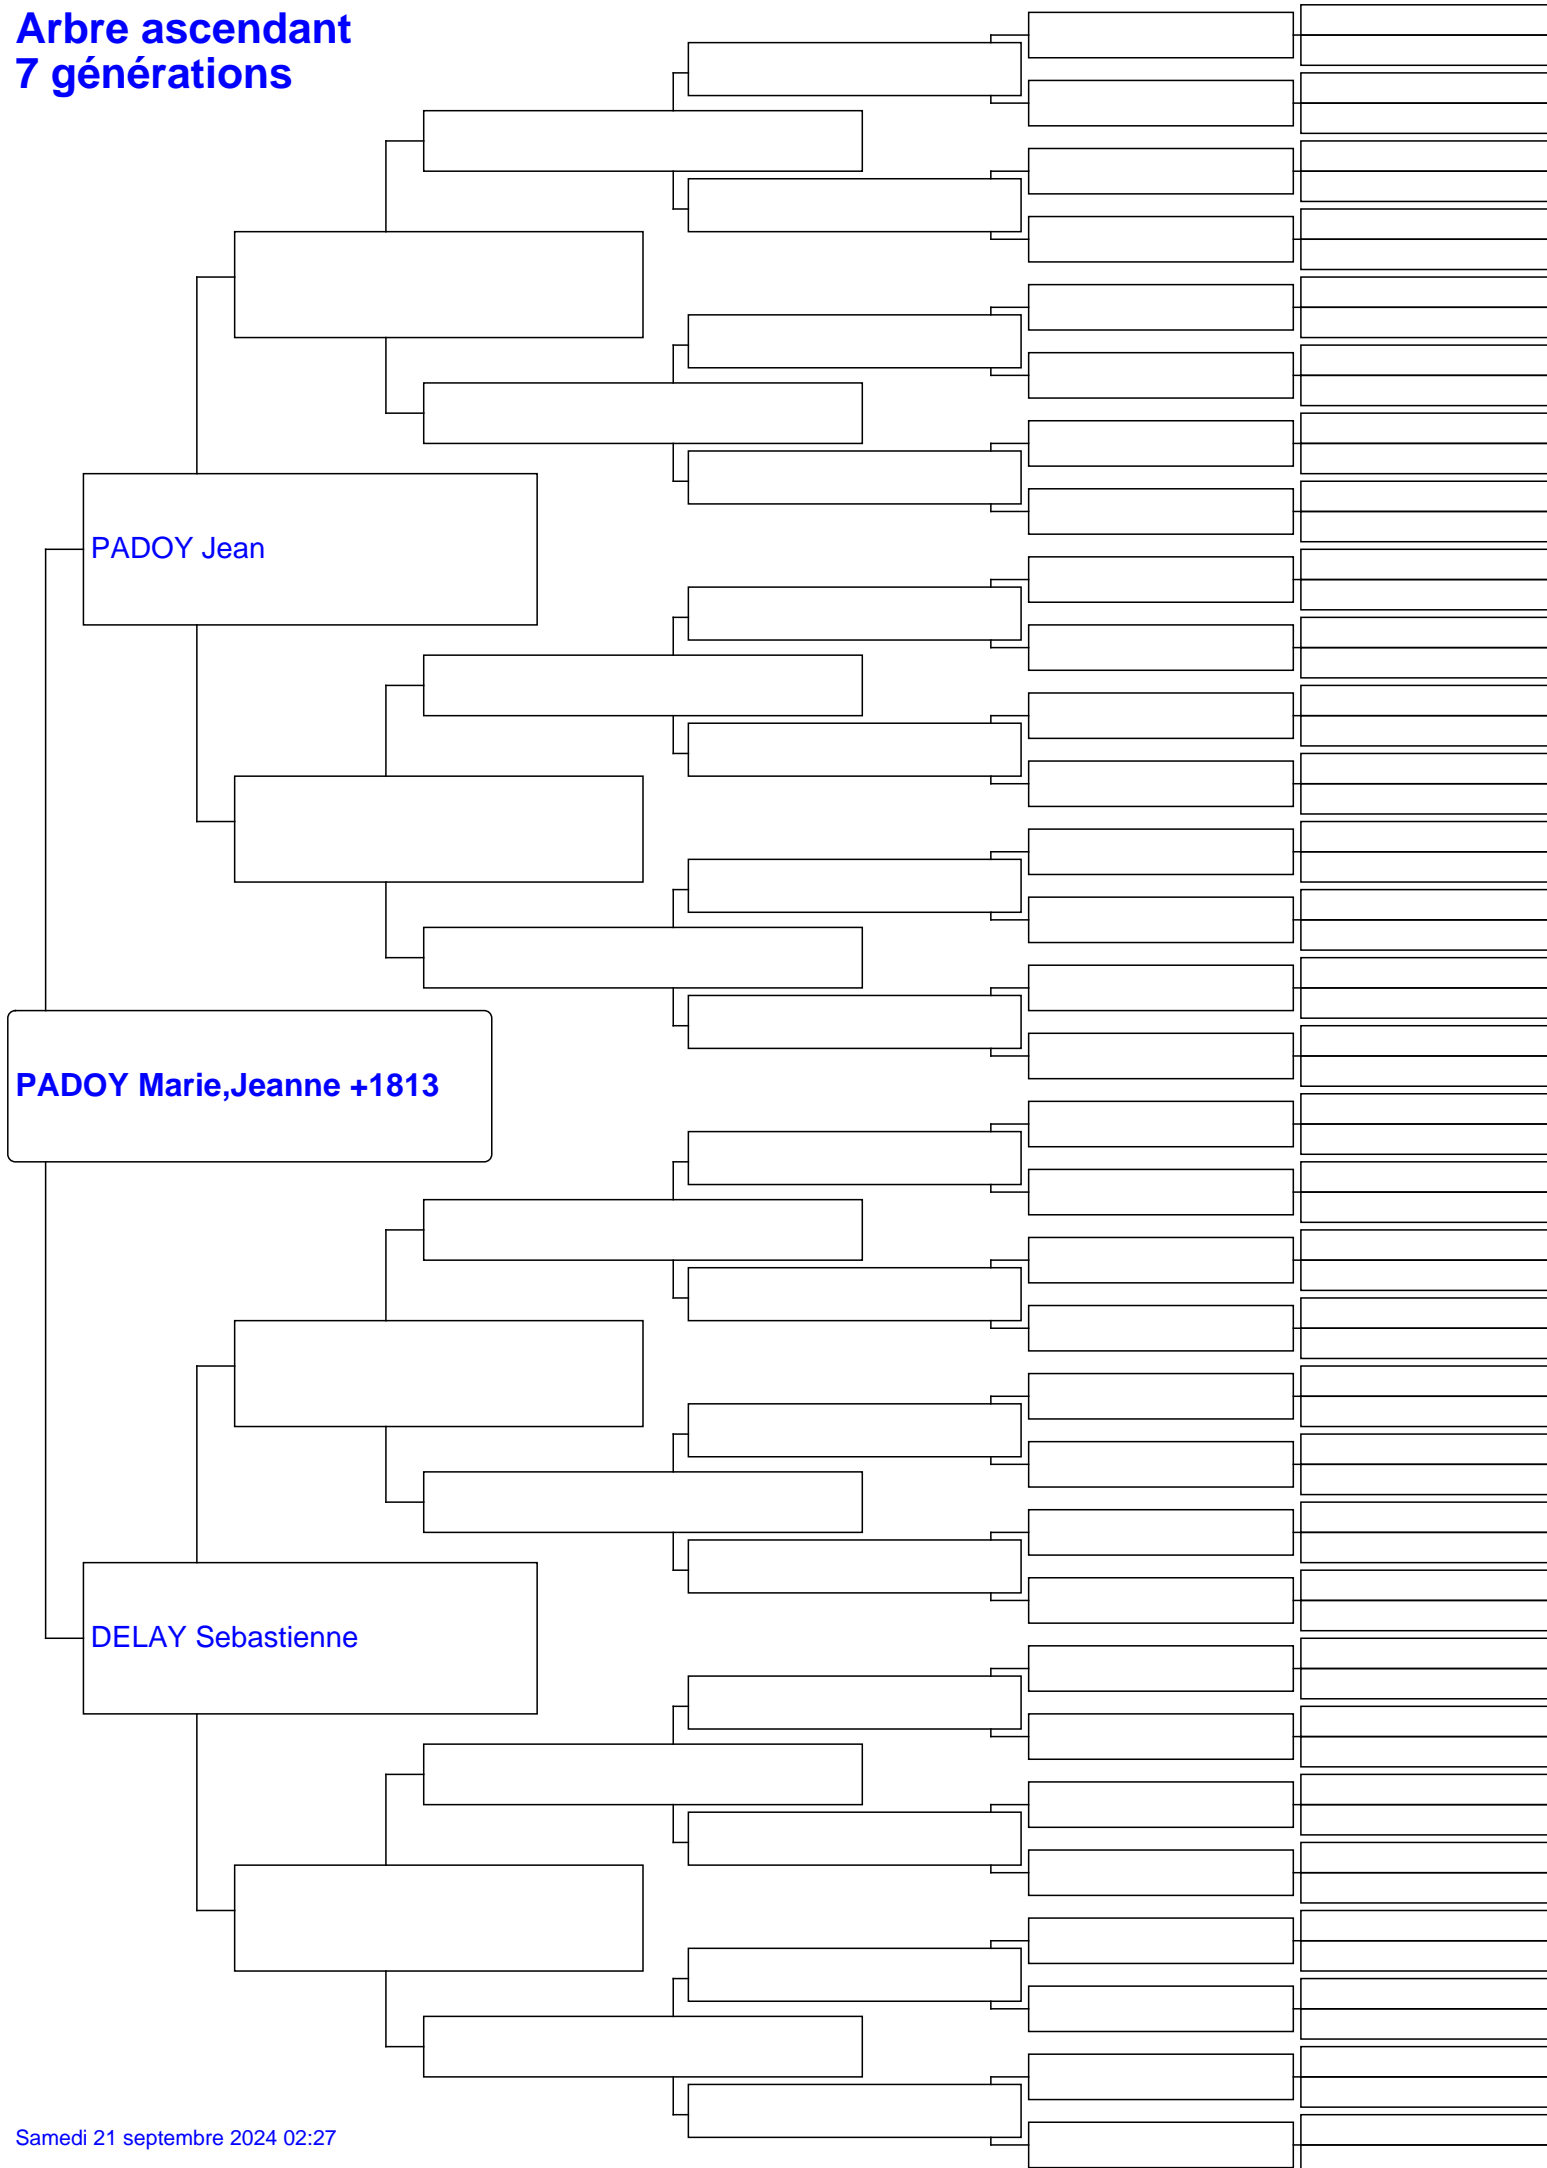 Arbre ascendant
7 générations
PADOY Jean
PADOY Marie,Jeanne +1813
DELAY Sebastienne
Samedi 21 septembre 2024 02:27